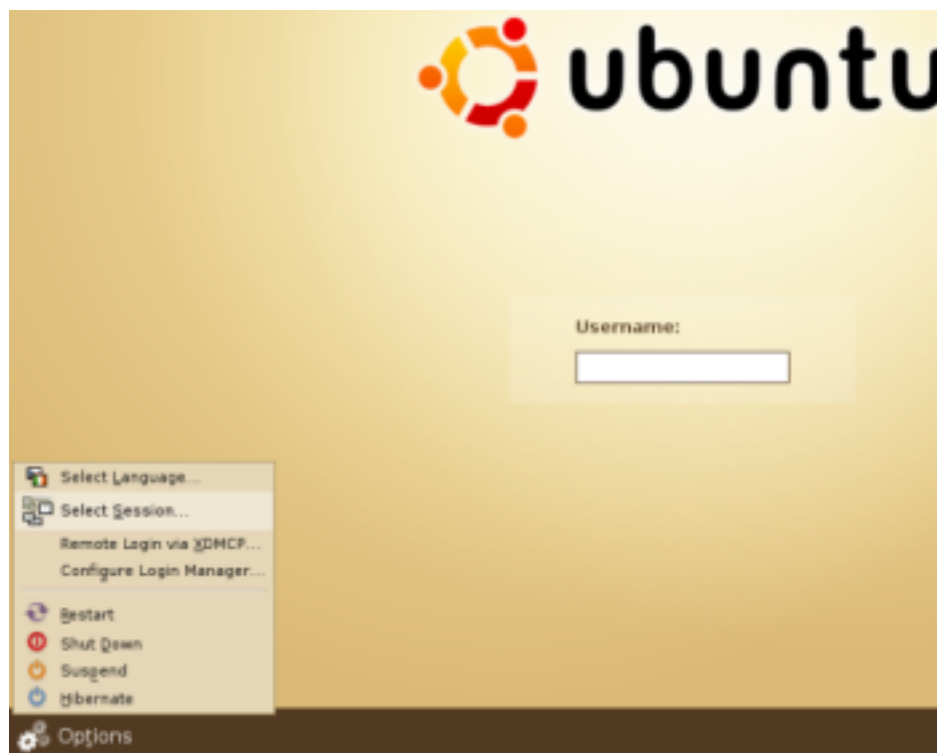 ubuntu
Username:
Select Language...
Select Session...
Remote Login via XDMCP...
Configure Login Manager...
Restart
Shut Down
Suspend
Hibernate
Options